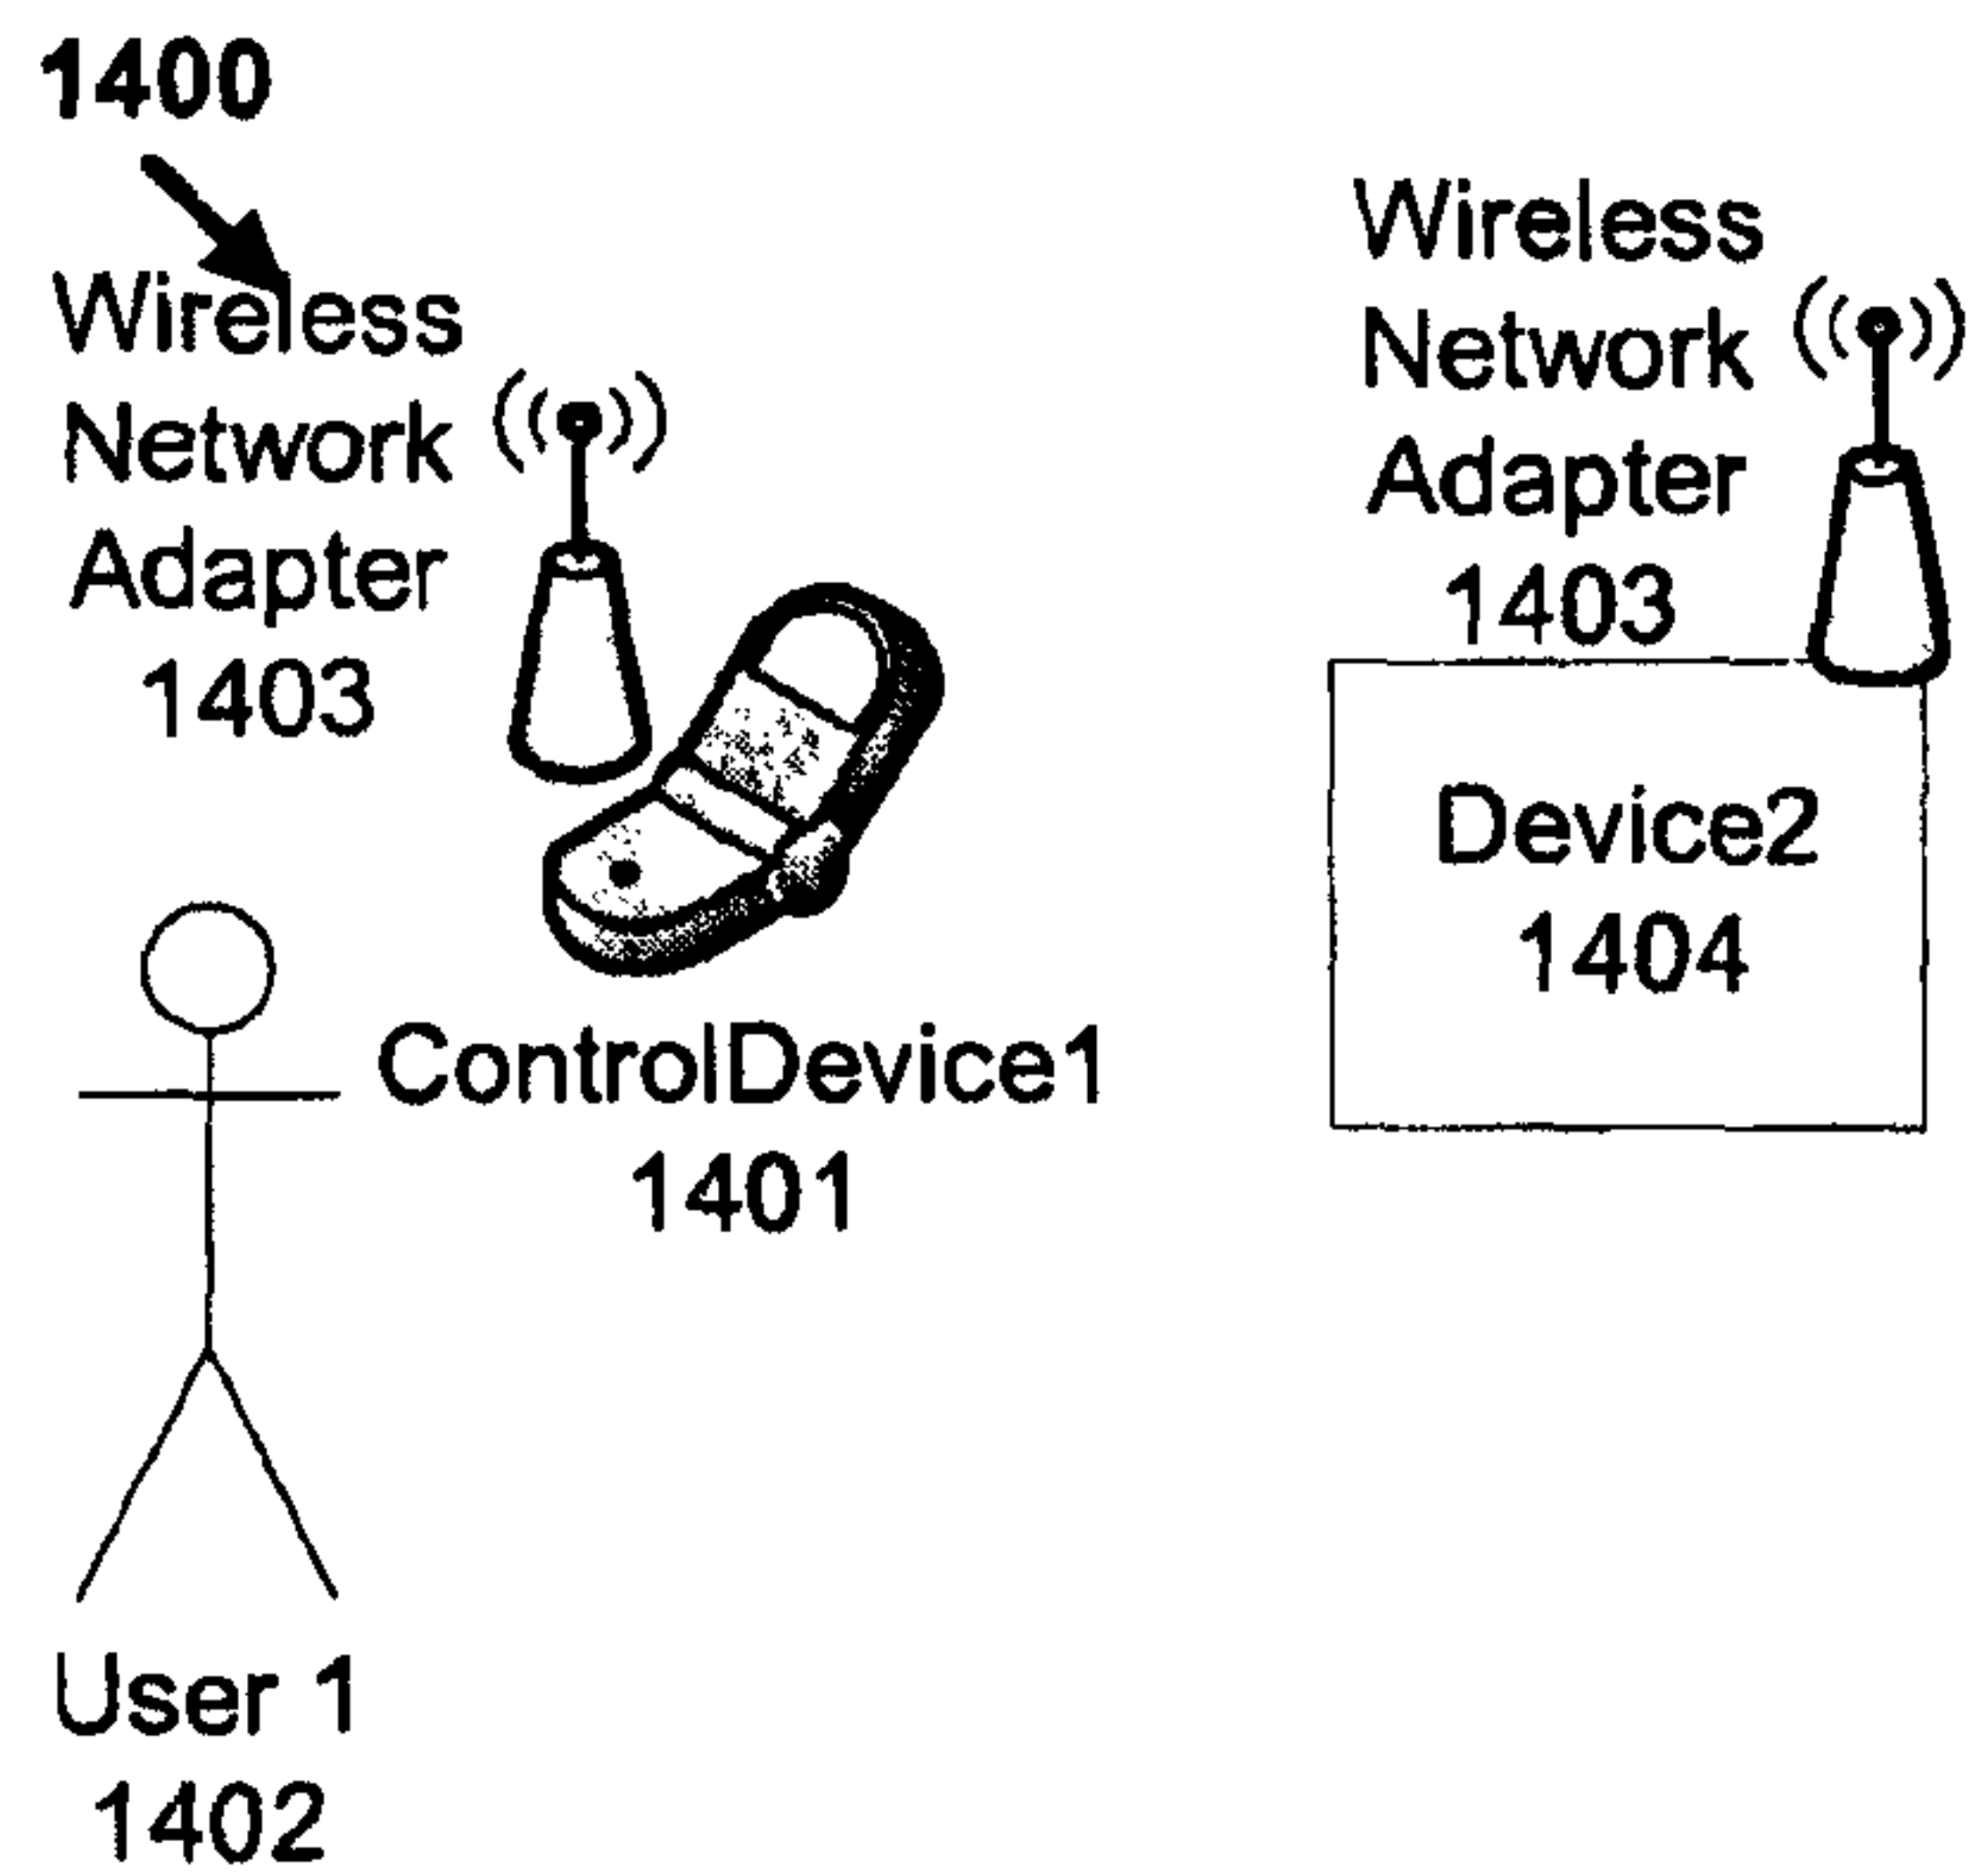 1400
Wireless
Network
Adapter
1403
Wireless
Network
Adapter
1403
Device2
1404
ControlDevice1
1401
User 1
1402